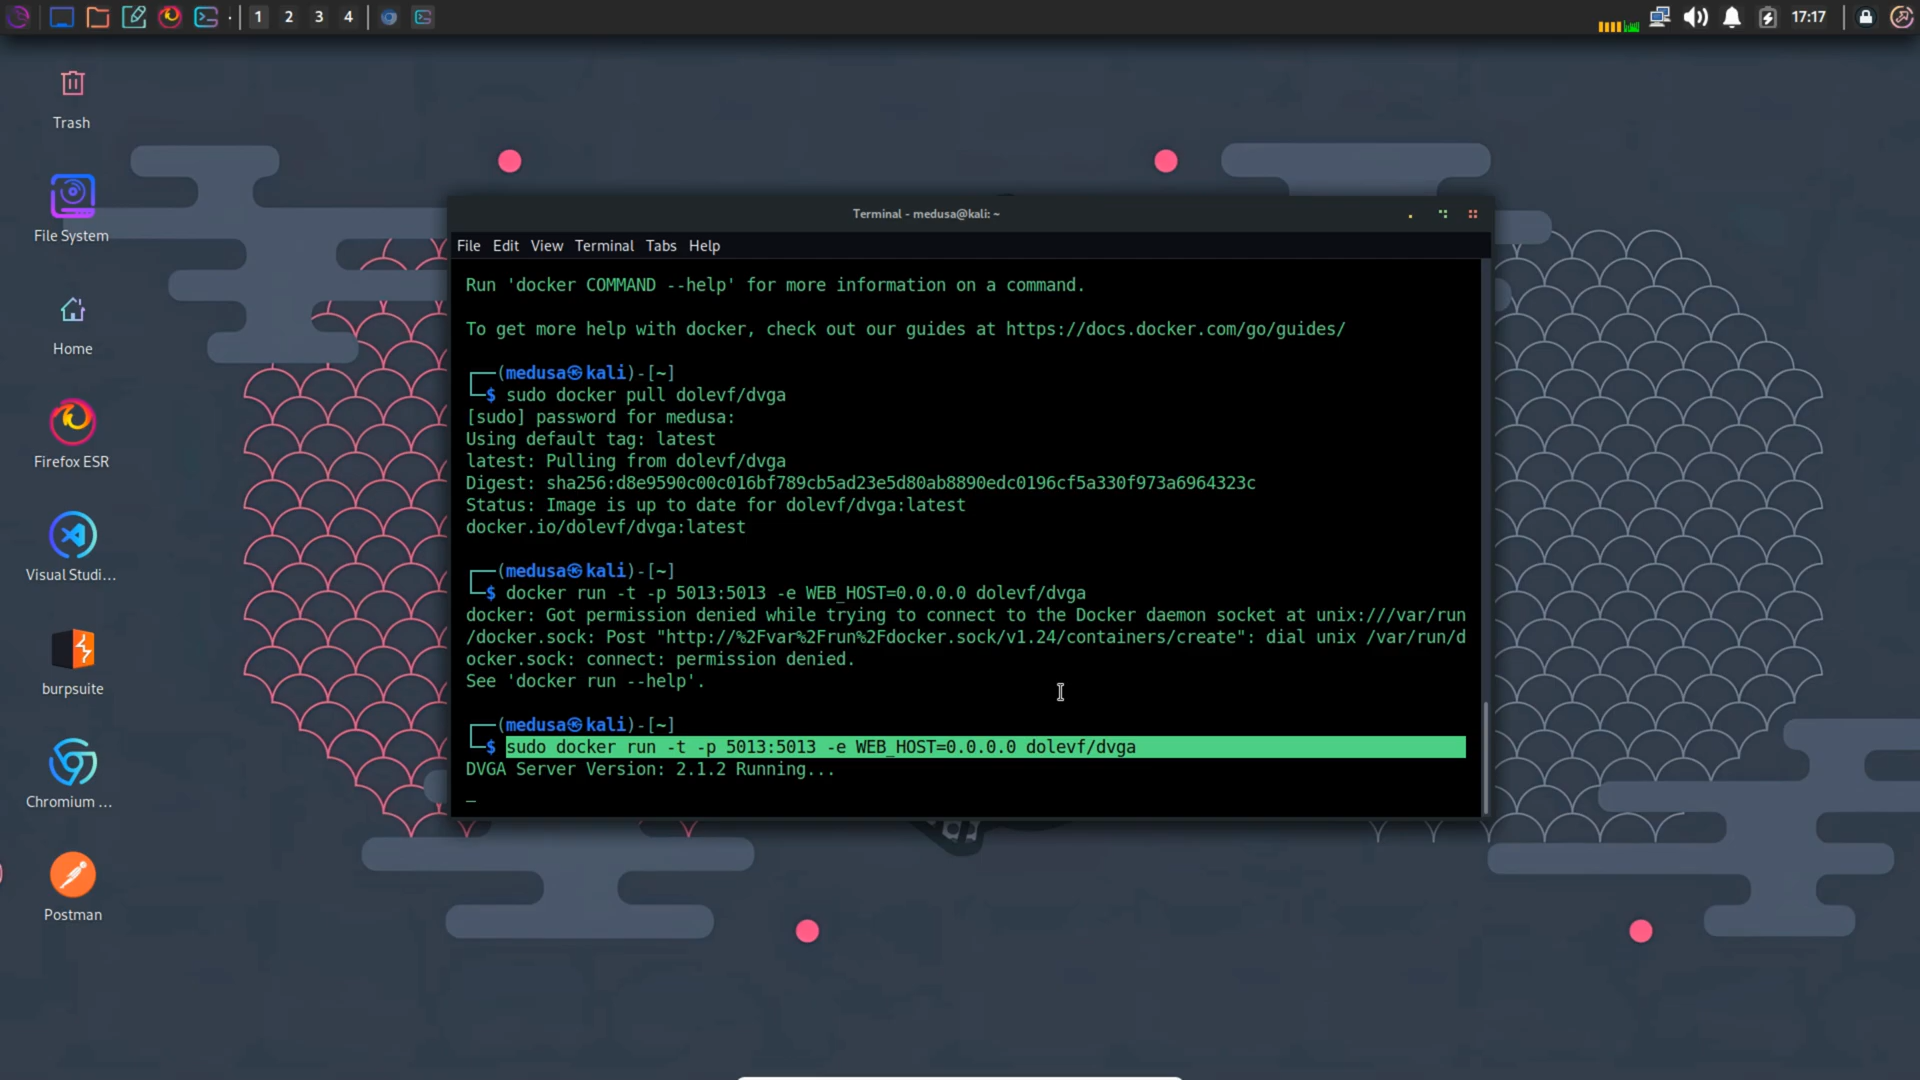 1 2 3 4
17:17
Trash
File System
Home
Firefox ESR
Visual Studi...
burpsuite
Chromium ...
Postman
Terminal - medusa@kali: ~
File Edit View Terminal Tabs Help
Run 'docker COMMAND --help' for more information on a command.
To get more help with docker, check out our guides at https://docs.docker.com/go/guides/
┌──(medusa㉿kali)-[~]
└─$ sudo docker pull dolevf/dvga
[sudo] password for medusa:
Using default tag: latest
latest: Pulling from dolevf/dvga
Digest: sha256:d8e9590c00c016bf789cb5ad23e5d80ab8890edc0196cf5a330f973a6964323c
Status: Image is up to date for dolevf/dvga:latest
docker.io/dolevf/dvga:latest
┌──(medusa㉿kali)-[~]
└─$ docker run -t -p 5013:5013 -e WEB_HOST=0.0.0.0 dolevf/dvga
docker: Got permission denied while trying to connect to the Docker daemon socket at unix:///var/run
/docker.sock: Post "http://%2Fvar%2Frun%2Fdocker.sock/v1.24/containers/create": dial unix /var/run/d
ocker.sock: connect: permission denied.
See 'docker run --help'.
┌──(medusa㉿kali)-[~]
└─$ sudo docker run -t -p 5013:5013 -e WEB_HOST=0.0.0.0 dolevf/dvga
DVGA Server Version: 2.1.2 Running...